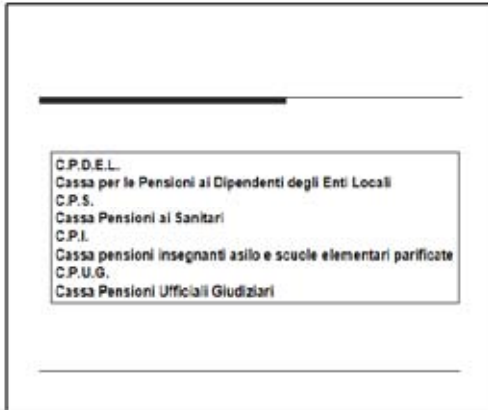 C.P.D.E.L.
Cassa per le Pensioni ai Dipendenti degli Enti Locali
C.P.S.
Cassa Pensioni ai Sanitari
C.P.I.
Cassa pensioni insegnanti asilo e scuole elementari parificate
C.P.U.G.
Cassa Pensioni Ufficiali Giudiziari